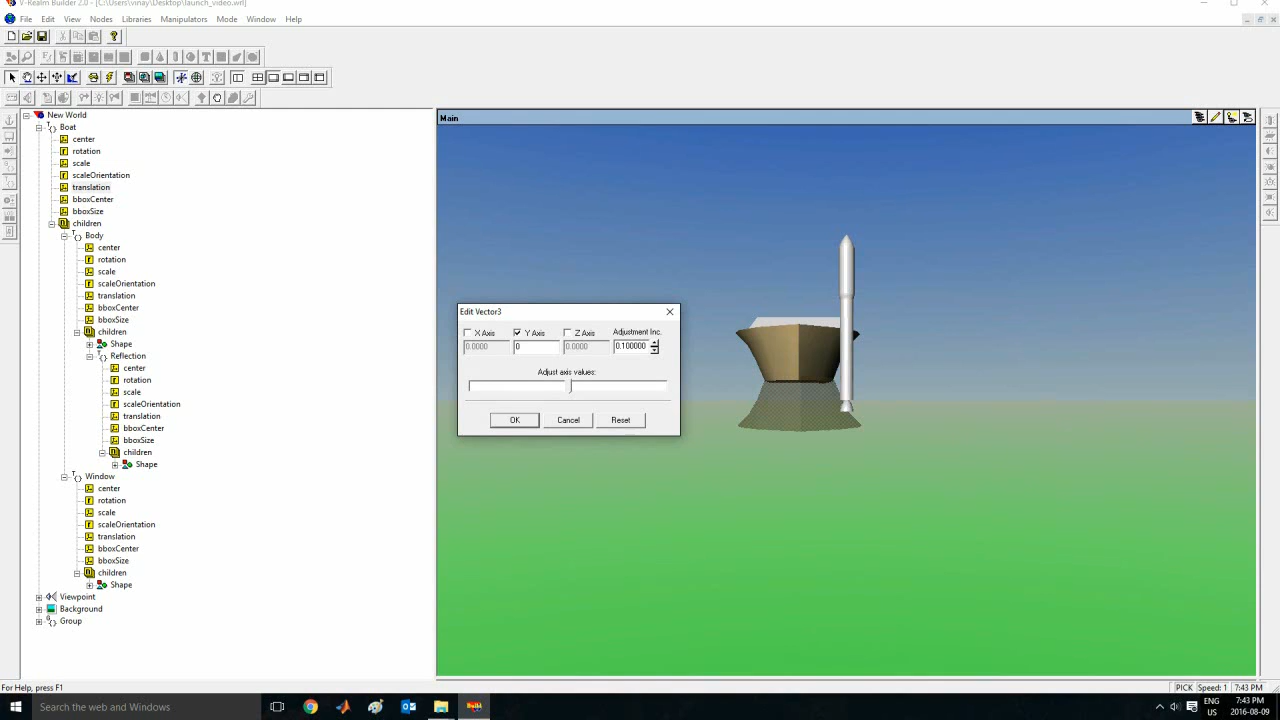 V-Realm Builder 2.0 - [C:\Users\vinay\Desktop\launch_video.wrl]
File Edit View Nodes Libraries Manipulators Mode Window Help
New World
Boat
center
rotation
scale
scaleOrientation
translation
bboxCenter
bboxSize
children
Body
center
rotation
scale
scaleOrientation
translation
bboxCenter
bboxSize
children
Shape
Reflection
center
rotation
scale
scaleOrientation
translation
bboxCenter
bboxSize
children
Shape
Window
center
rotation
scale
scaleOrientation
translation
bboxCenter
bboxSize
children
Shape
Viewpoint
Background
Group
Main
Edit Vector3
X Axis Y Axis Z Axis Adjustment Inc.
0.0000 0 0.0000 0.100000
Adjust axis values:
OK Cancel Reset
For Help, press F1
PICK Speed: 1 7:43 PM
Search the web and Windows
ENG
US
7:43 PM
2016-08-09